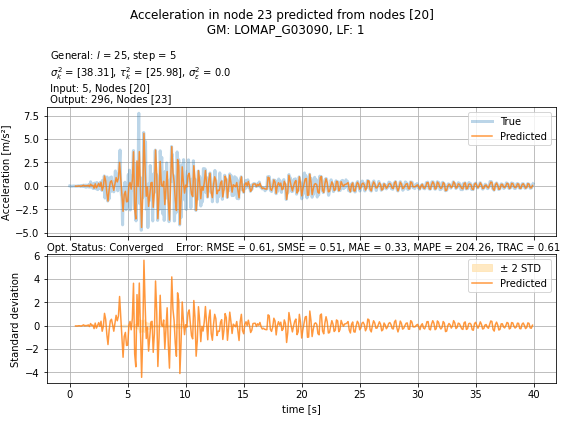 Acceleration in node 23 predicted from nodes [20]
GM: LOMAP_G03090, LF: 1
General: l = 25, step = 5
σ²ₖ = [38.31], τ²ₖ = [25.98], σ²ε = 0.0
Input: 5, Nodes [20]
Output: 296, Nodes [23]
Acceleration [m/s²]
7.5
5.0
2.5
0.0
−2.5
−5.0
True
Predicted
Opt. Status: Converged Error: RMSE = 0.61, SMSE = 0.51, MAE = 0.33, MAPE = 204.26, TRAC = 0.61
Standard deviation
6
4
2
0
−2
−4
± 2 STD
Predicted
0 5 10 15 20 25 30 35 40
time [s]